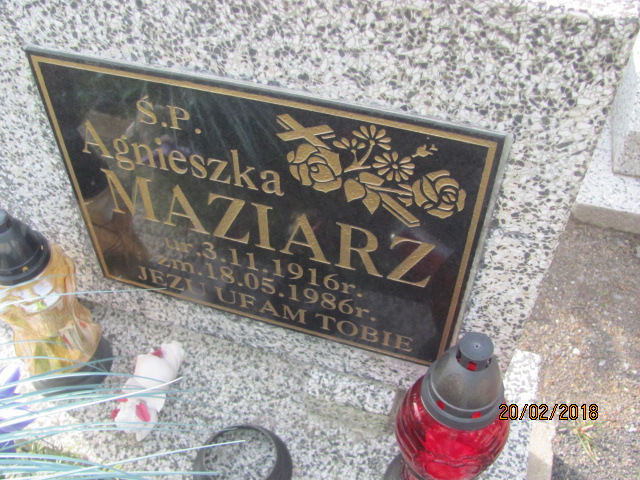 Ś.P.
Agnieszka
MAZIARZ
ur.3.11.1916r.
zm.18.05.1986r.
JEZU UFAM TOBIE
20/02/2018